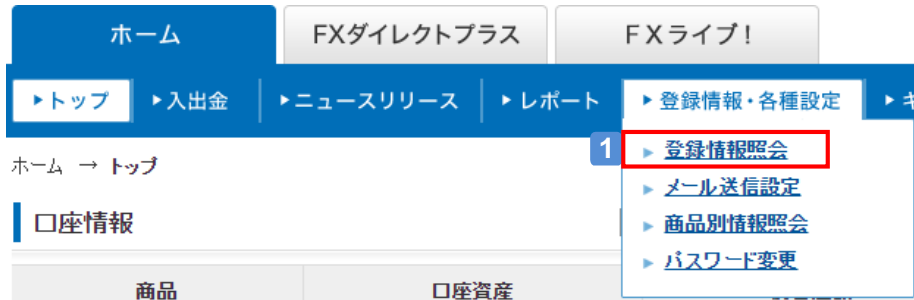 ホーム FXダイレクトプラス FXライブ!
トップ 入出金 ニュースリリース レポート 登録情報・各種設定
1 登録情報照会
ホーム → トップ
メール送信設定
口座情報
商品別情報照会
パスワード変更
商品 口座資産